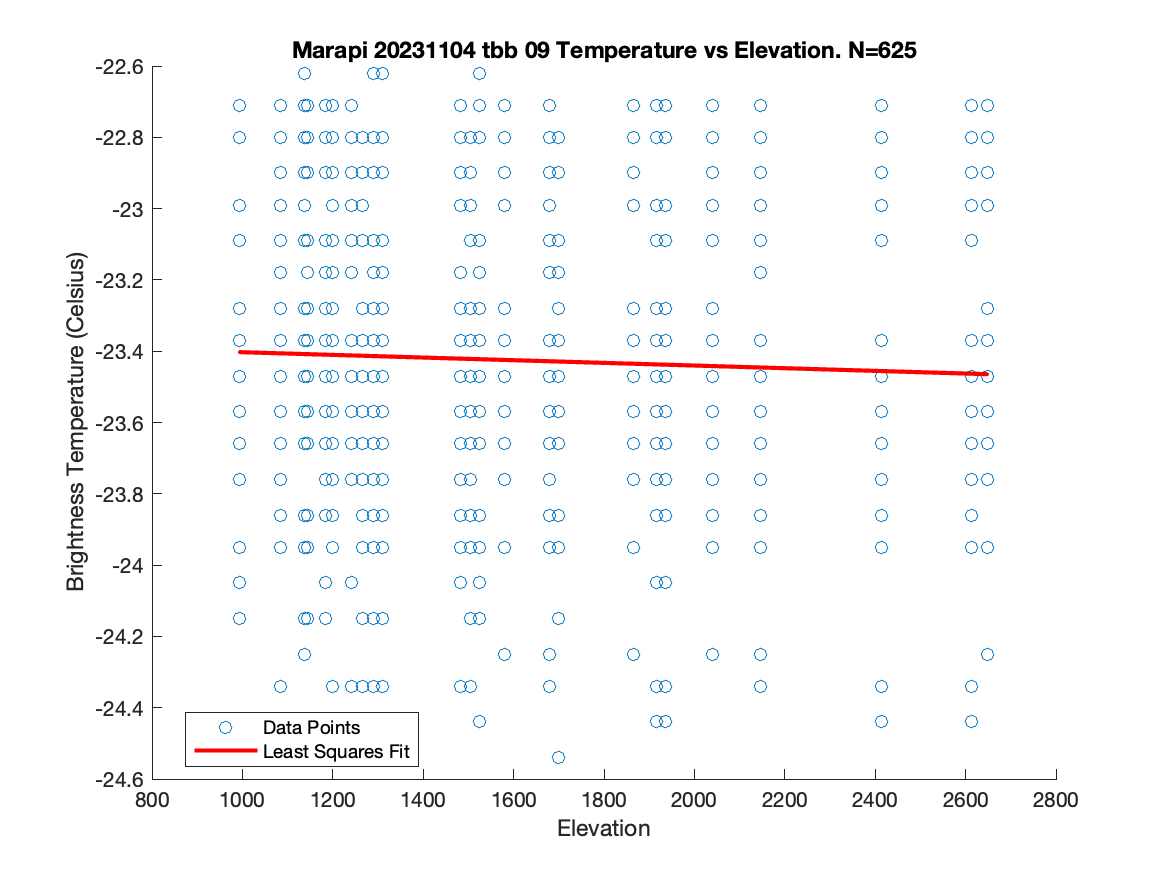 Marapi 20231104 tbb 09 Temperature vs Elevation. N=625
Brightness Temperature (Celsius)
-22.6
-22.8
-23
-23.2
-23.4
-23.6
-23.8
-24
-24.2
-24.4
-24.6
Data Points
Least Squares Fit
800 1000 1200 1400 1600 1800 2000 2200 2400 2600 2800
Elevation